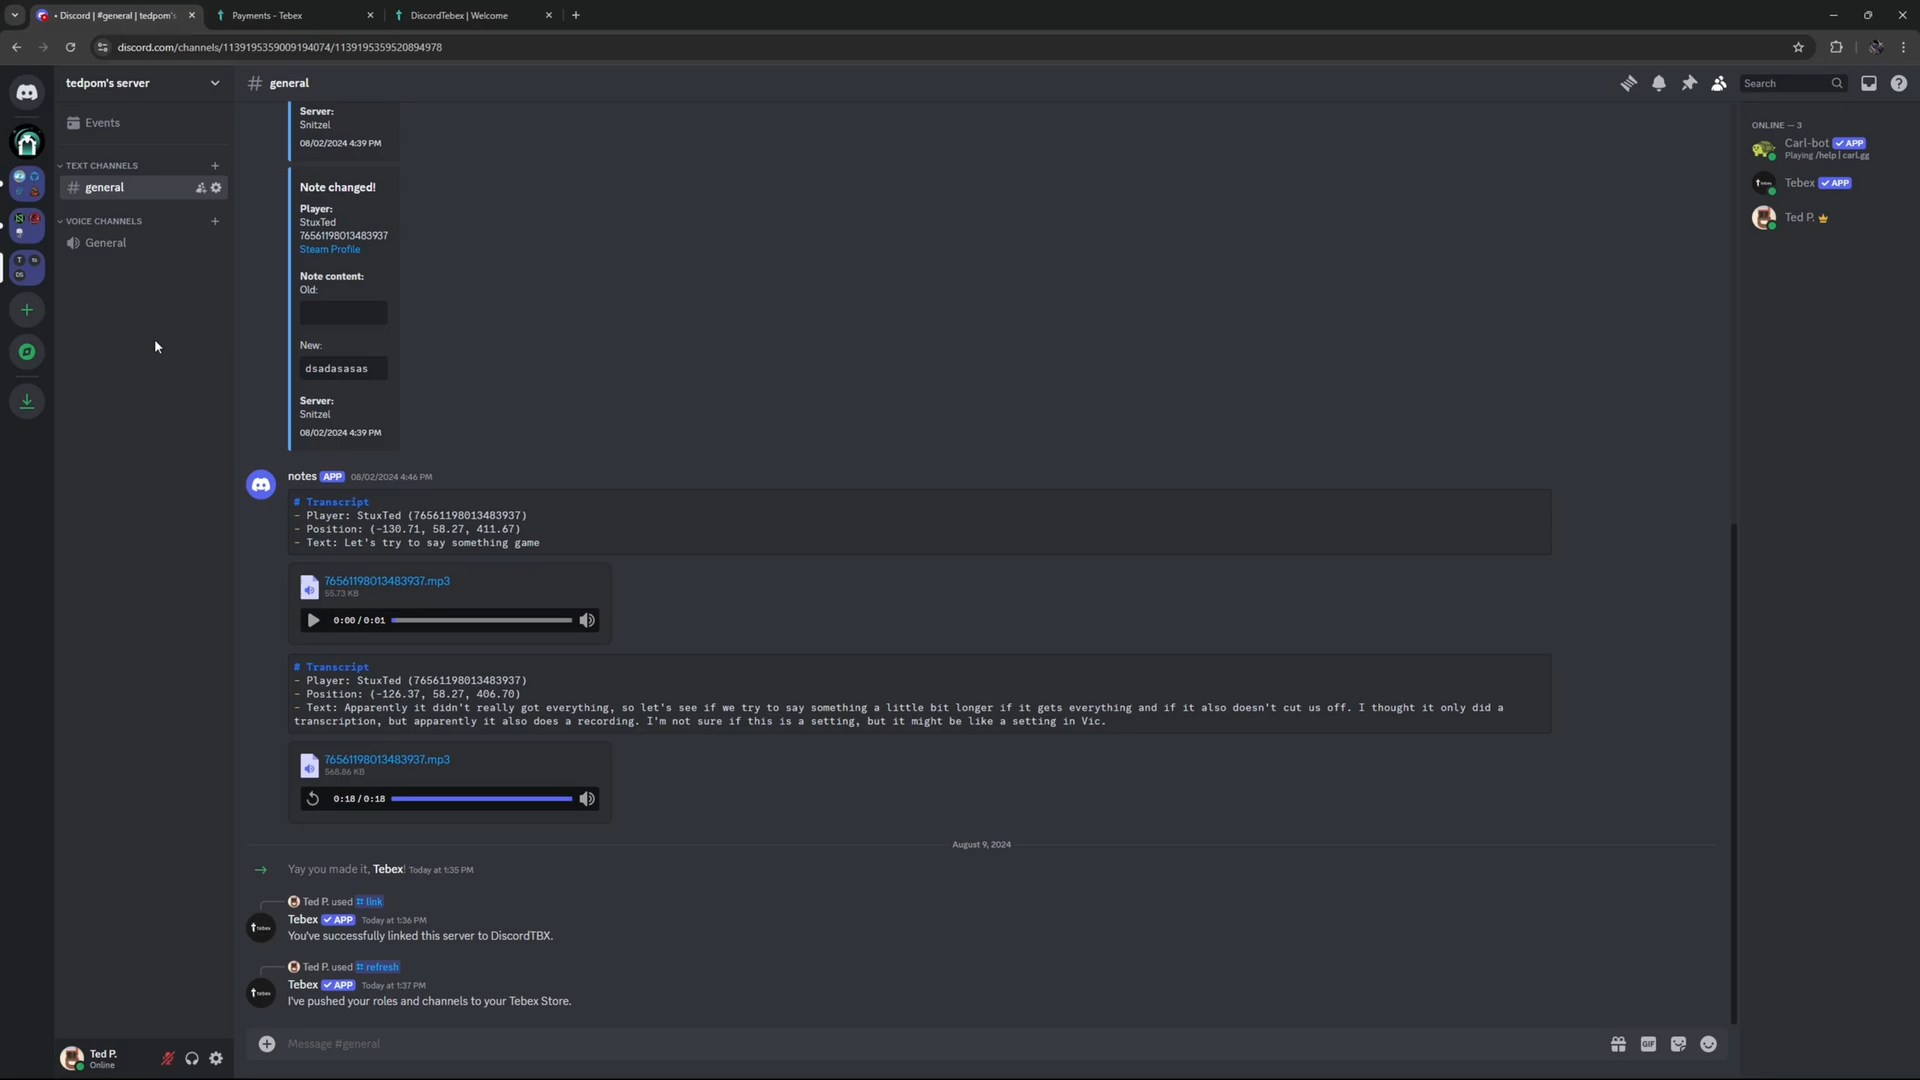 • Discord | #general | tedpom's
Payments - Tebex
DiscordTebex | Welcome
discord.com/channels/1139195359009194074/1139195359520894978
tedpom's server
general
Search
Events
TEXT CHANNELS
general
VOICE CHANNELS
General
Server:
Snitzel
08/02/2024 4:39 PM
Note changed!
Player:
StuxTed
76561198013483937
Steam Profile
Note content:
Old:
New:
dsadasasas
Server:
Snitzel
08/02/2024 4:39 PM
notes APP 08/02/2024 4:46 PM
# Transcript
- Player: StuxTed (76561198013483937)
- Position: (-130.71, 58.27, 411.67)
- Text: Let's try to say something game
76561198013483937.mp3
55.73 KB
0:00 / 0:01
# Transcript
- Player: StuxTed (76561198013483937)
- Position: (-126.37, 58.27, 406.70)
- Text: Apparently it didn't really got everything, so let's see if we try to say something a little bit longer if it gets everything and if it also doesn't cut us off. I thought it only did a
transcription, but apparently it also does a recording. I'm not sure if this is a setting, but it might be like a setting in Vic.
76561198013483937.mp3
568.86 KB
0:18 / 0:18
August 9, 2024
Yay you made it, Tebex! Today at 1:35 PM
Ted P. used link
Tebex APP Today at 1:36 PM
You've successfully linked this server to DiscordTBX.
Ted P. used refresh
Tebex APP Today at 1:37 PM
I've pushed your roles and channels to your Tebex Store.
Message #general
GIF
Ted P.
Online
ONLINE — 3
Carl-bot APP
Playing /help | carl.gg
Tebex APP
Ted P.